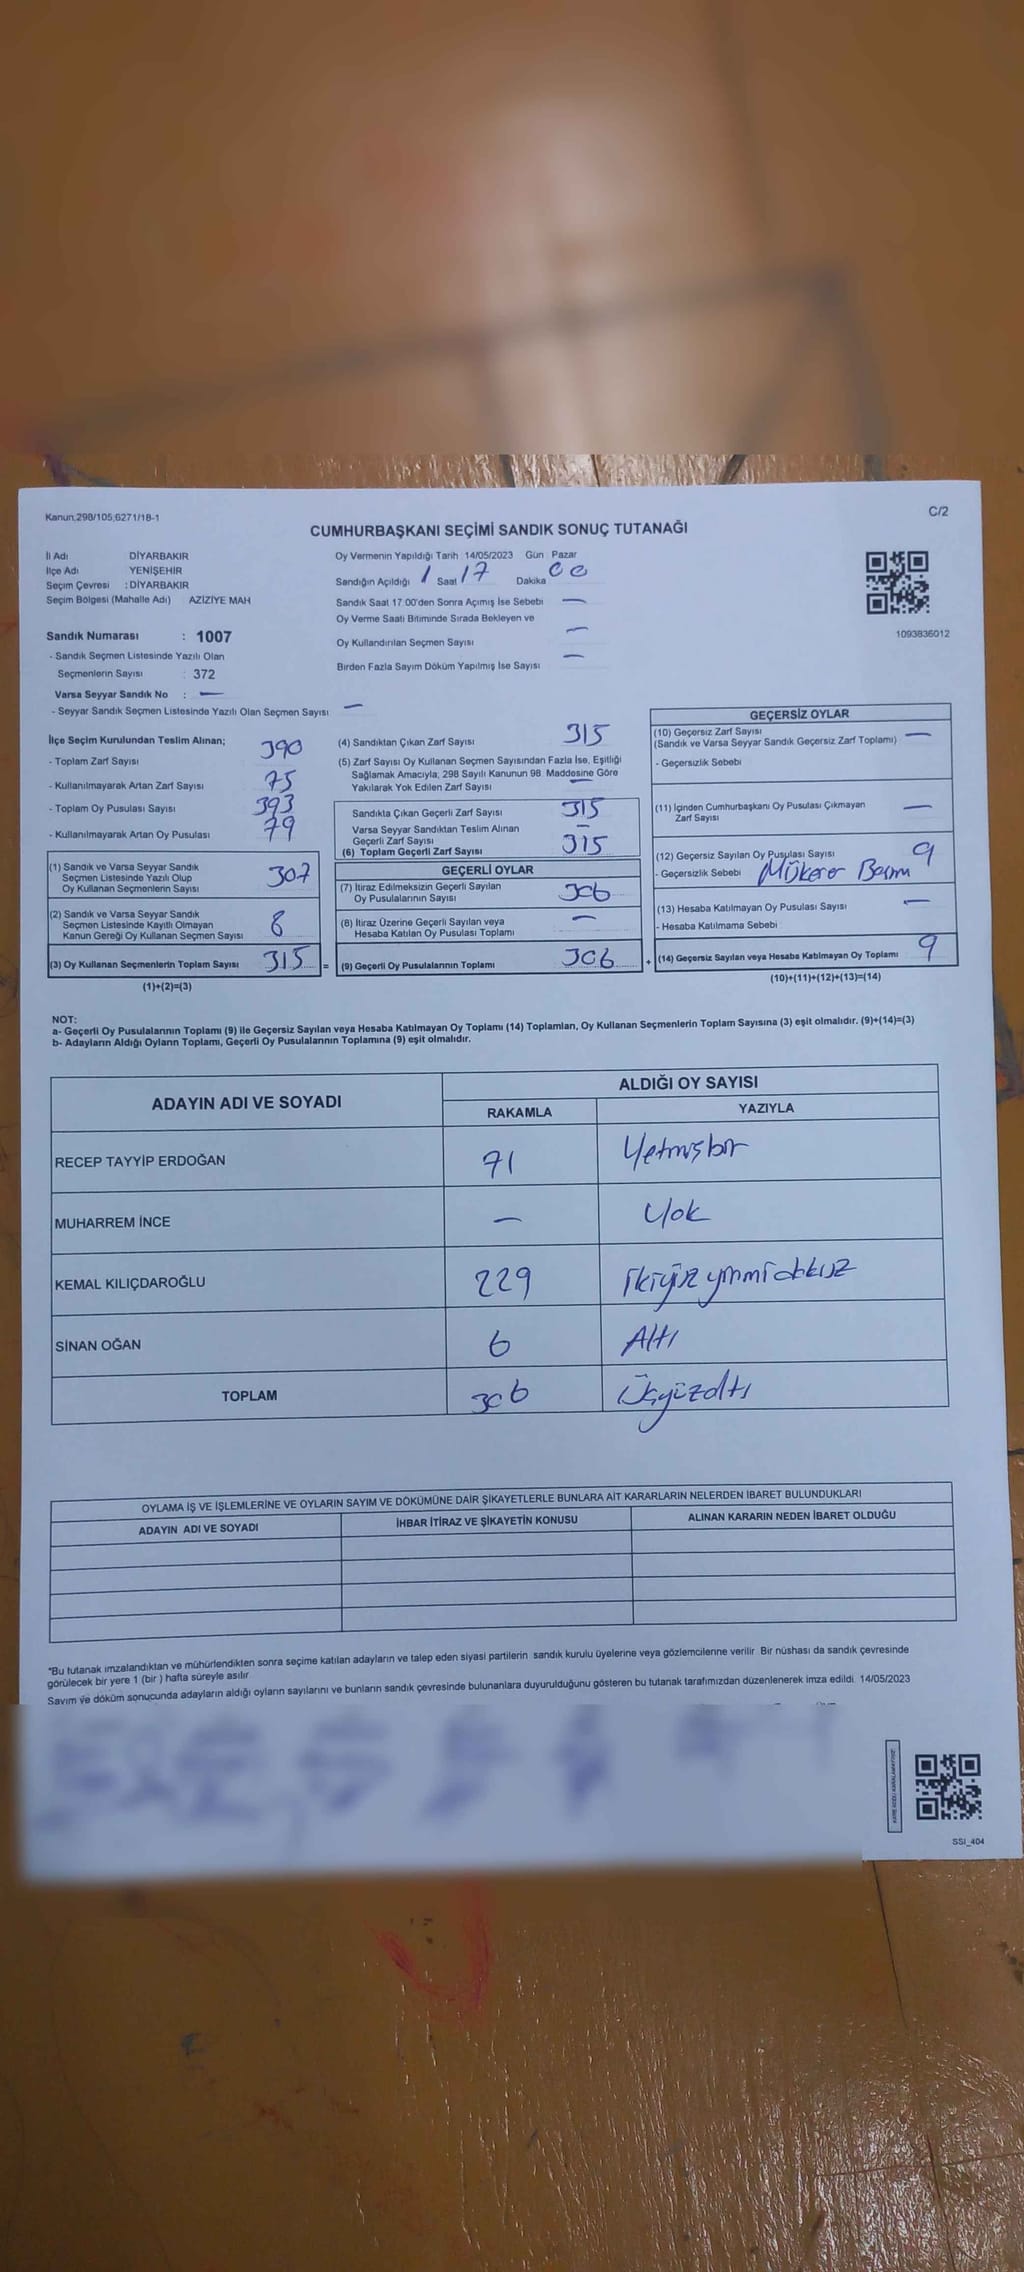 Kanun,298/105,6271/18-1
C/2
CUMHURBAŞKANI SEÇİMİ SANDIK SONUÇ TUTANAĞI
İl Adı DİYARBAKIR
İlçe Adı YENİŞEHİR
Seçim Çevresi : DİYARBAKIR
Seçim Bölgesi (Mahalle Adı) AZİZİYE MAH
Oy Vermenin Yapıldığı Tarih 14/05/2023 Gün Pazar
Sandığın Açıldığı Saat 17 Dakika 00
Sandık Saat 17:00'den Sonra Açımış İse Sebebi —
Oy Verme Saati Bitiminde Sırada Bekleyen ve
Oy Kullandırılan Seçmen Sayısı —
Birden Fazla Sayım Döküm Yapılmış İse Sayısı —
1093836012
Sandık Numarası : 1007
- Sandık Seçmen Listesinde Yazılı Olan
Seçmenlerin Sayısı : 372
Varsa Seyyar Sandık No : —
- Seyyar Sandık Seçmen Listesinde Yazılı Olan Seçmen Sayısı —
İlçe Seçim Kurulundan Teslim Alınan;
- Toplam Zarf Sayısı 390
- Kullanılmayarak Artan Zarf Sayısı 75
- Toplam Oy Pusulası Sayısı 393
- Kullanılmayarak Artan Oy Pusulası 79
(1) Sandık ve Varsa Seyyar Sandık
Seçmen Listesinde Yazılı Olup
Oy Kullanan Seçmenlerin Sayısı 307
(2) Sandık ve Varsa Seyyar Sandık
Seçmen Listesinde Kayıtlı Olmayan
Kanun Gereği Oy Kullanan Seçmen Sayısı 8
(3) Oy Kullanan Seçmenlerin Toplam Sayısı 315 =
(1)+(2)=(3)
(4) Sandıktan Çıkan Zarf Sayısı 315
(5) Zarf Sayısı Oy Kullanan Seçmen Sayısından Fazla İse, Eşitliği
Sağlamak Amacıyla, 298 Sayılı Kanunun 98. Maddesine Göre
Yakılarak Yok Edilen Zarf Sayısı —
Sandıkta Çıkan Geçerli Zarf Sayısı 315
Varsa Seyyar Sandıktan Teslim Alınan
Geçerli Zarf Sayısı —
(6) Toplam Geçerli Zarf Sayısı 315
GEÇERLİ OYLAR
(7) İtiraz Edilmeksizin Geçerli Sayılan
Oy Pusulalarının Sayısı 306
(8) İtiraz Üzerine Geçerli Sayılan veya
Hesaba Katılan Oy Pusulası Toplamı —
(9) Geçerli Oy Pusulalarının Toplamı 306 +
GEÇERSİZ OYLAR
(10) Geçersiz Zarf Sayısı
(Sandık ve Varsa Seyyar Sandık Geçersiz Zarf Toplamı) —
- Geçersizlik Sebebi
(11) İçinden Cumhurbaşkanı Oy Pusulası Çıkmayan
Zarf Sayısı —
(12) Geçersiz Sayılan Oy Pusulası Sayısı 9
- Geçersizlik Sebebi Mükerer Basım
(13) Hesaba Katılmayan Oy Pusulası Sayısı —
- Hesaba Katılmama Sebebi
(14) Geçersiz Sayılan veya Hesaba Katılmayan Oy Toplamı 9
(10)+(11)+(12)+(13)=(14)
NOT:
a- Geçerli Oy Pusulalarının Toplamı (9) ile Geçersiz Sayılan veya Hesaba Katılmayan Oy Toplamı (14) Toplamları, Oy Kullanan Seçmenlerin Toplam Sayısına (3) eşit olmalıdır. (9)+(14)=(3)
b- Adayların Aldığı Oyların Toplamı, Geçerli Oy Pusulalarının Toplamına (9) eşit olmalıdır.
ADAYIN ADI VE SOYADI ALDIĞI OY SAYISI
RAKAMLA YAZIYLA
RECEP TAYYİP ERDOĞAN 71 Yetmişbir
MUHARREM İNCE — Yok
KEMAL KILIÇDAROĞLU 229 İkiyüzyirmidokuz
SİNAN OĞAN 6 Altı
TOPLAM 306 Üçyüzaltı
OYLAMA İŞ VE İŞLEMLERİNE VE OYLARIN SAYIM VE DÖKÜMÜNE DAİR ŞİKAYETLERLE BUNLARA AİT KARARLARIN NELERDEN İBARET BULUNDUKLARI
ADAYIN ADI VE SOYADI İHBAR İTİRAZ VE ŞİKAYETİN KONUSU ALINAN KARARIN NEDEN İBARET OLDUĞU
*Bu tutanak imzalandıktan ve mühürlendikten sonra seçime katılan adayların ve talep eden siyasi partilerin sandık kurulu üyelerine veya gözlemcilerine verilir Bir nüshası da sandık çevresinde
görülecek bir yere 1 (bir ) hafta süreyle asılır
Sayım ve döküm sonucunda adayların aldığı oyların sayılarını ve bunların sandık çevresinde bulunanlara duyurulduğunu gösteren bu tutanak tarafımızdan düzenlenerek imza edildi. 14/05/2023
SSI_404